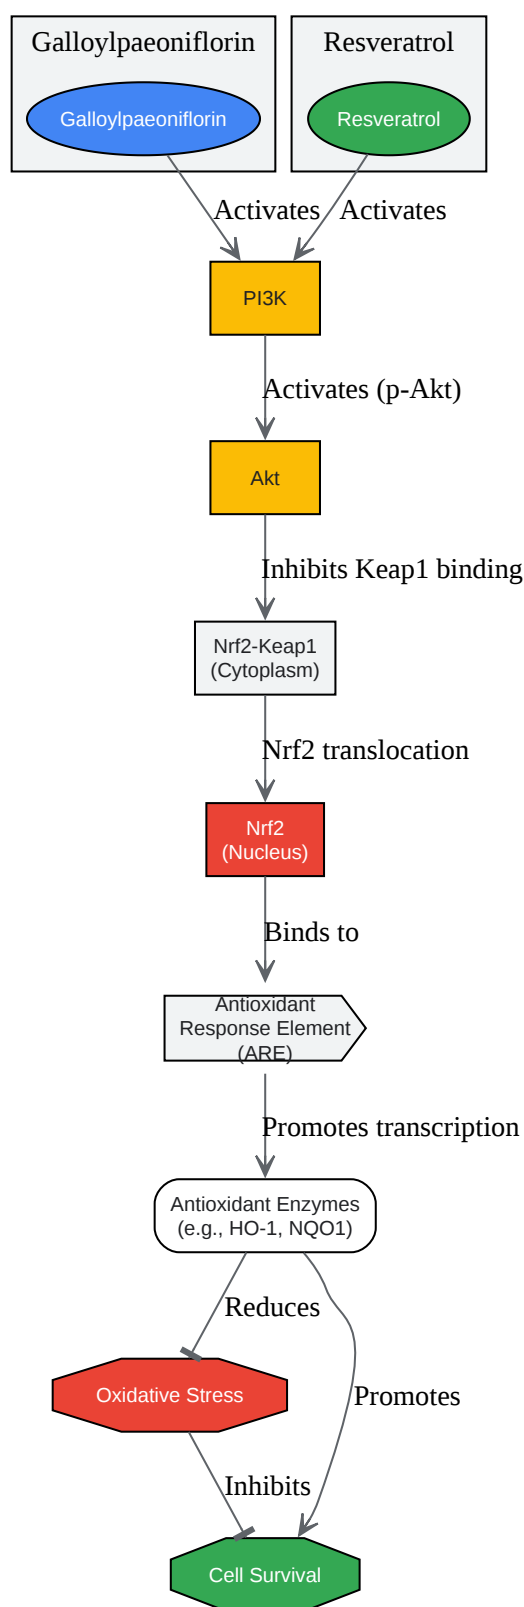 Galloylpaeoniflorin
Resveratrol
Galloylpaeoniflorin
Resveratrol
Activates
Activates
PI3K
Activates (p-Akt)
Akt
Inhibits Keap1 binding
Nrf2-Keap1
(Cytoplasm)
Nrf2 translocation
Nrf2
(Nucleus)
Binds to
Antioxidant
Response Element
(ARE)
Promotes transcription
Antioxidant Enzymes
(e.g., HO-1, NQO1)
Reduces
Oxidative Stress
Promotes
Inhibits
Cell Survival